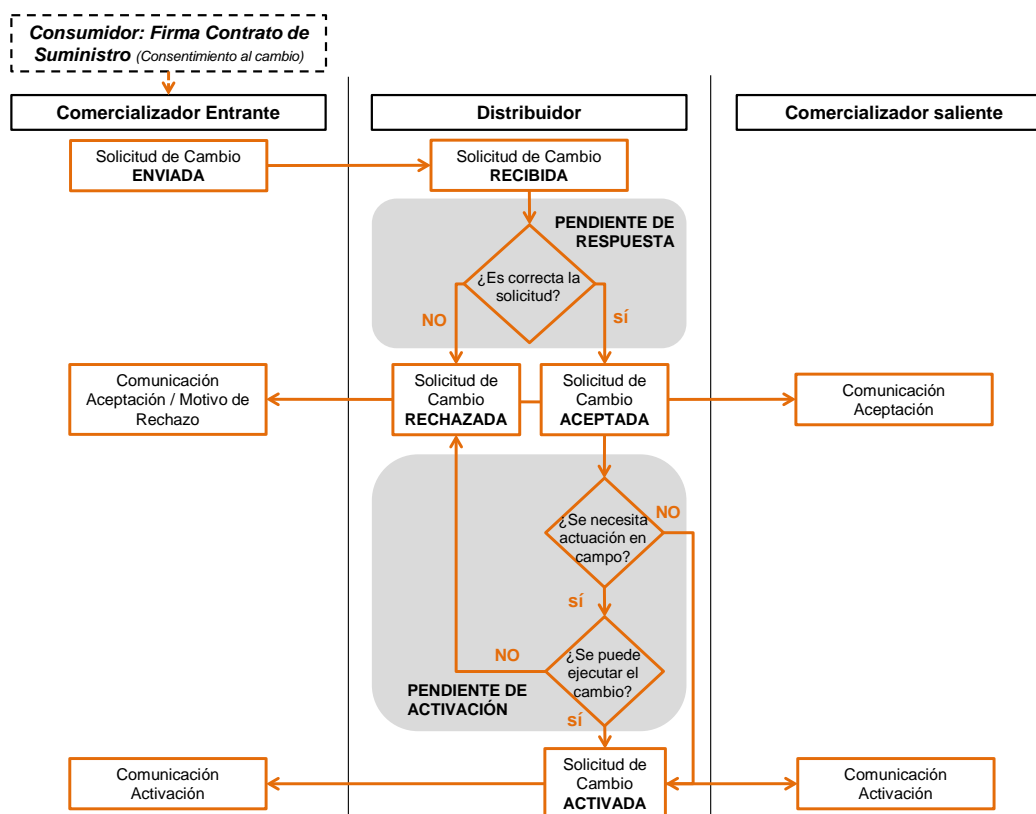 Consumidor: Firma Contrato de
Suministro (Consentimiento al cambio)
Comercializador Entrante
Distribuidor
Comercializador saliente
Solicitud de Cambio
ENVIADA
Solicitud de Cambio
RECIBIDA
PENDIENTE DE
RESPUESTA
¿Es correcta la
solicitud?
NO
sí
Comunicación
Aceptación / Motivo de
Rechazo
Solicitud de
Cambio
RECHAZADA
Solicitud de
Cambio
ACEPTADA
Comunicación
Aceptación
¿Se necesita
actuación en
campo?
NO
sí
¿Se puede
ejecutar el
cambio?
NO
PENDIENTE DE
ACTIVACIÓN
sí
Comunicación
Activación
Solicitud de
Cambio
ACTIVADA
Comunicación
Activación